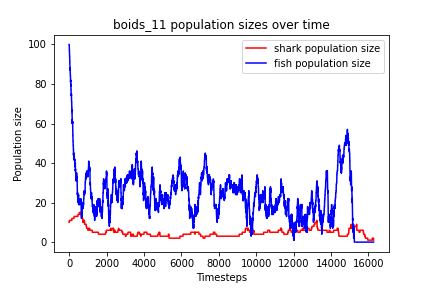 boids_11 population sizes over time
shark population size
fish population size
Population size
100
80
60
40
20
0
0 2000 4000 6000 8000 10000 12000 14000 16000
Timesteps